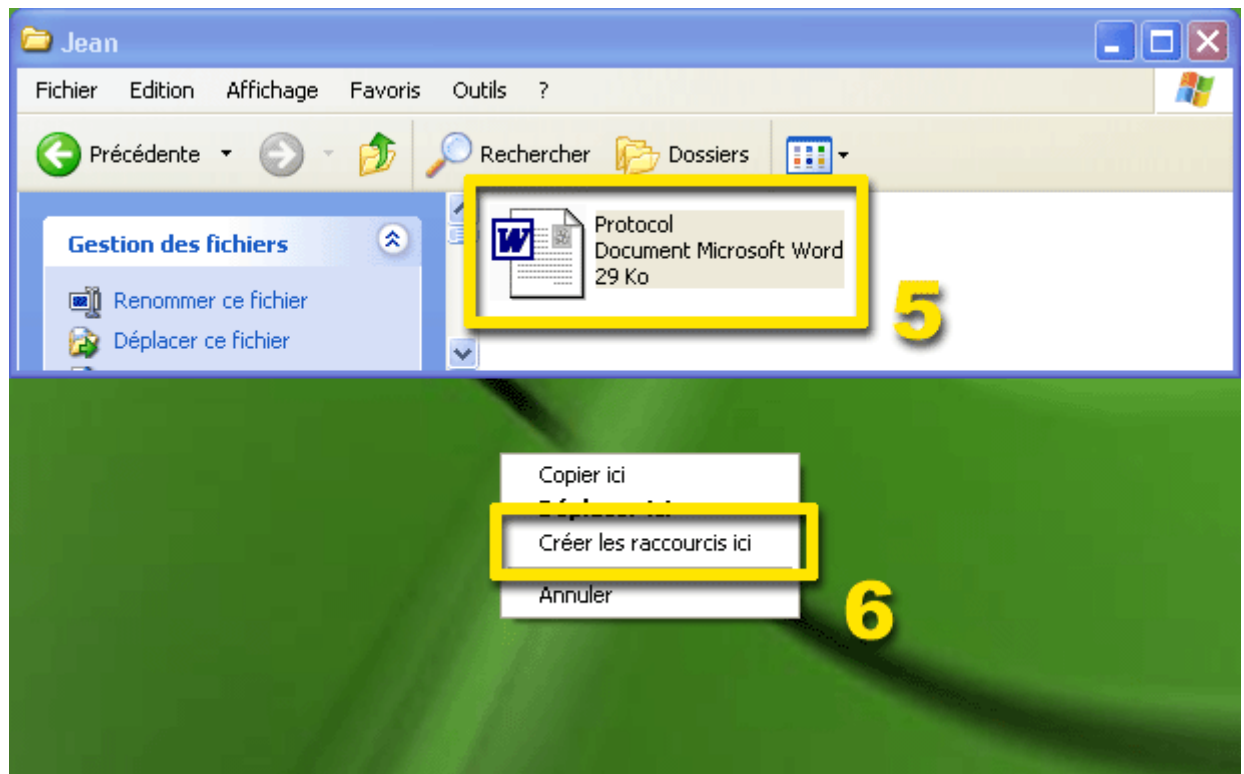 Jean
Fichier Edition Affichage Favoris Outils ?
Précédente Rechercher Dossiers
Gestion des fichiers
Renommer ce fichier
Déplacer ce fichier
W
Protocol
Document Microsoft Word
29 Ko
5
Copier ici
Créer les raccourcis ici
Annuler
6